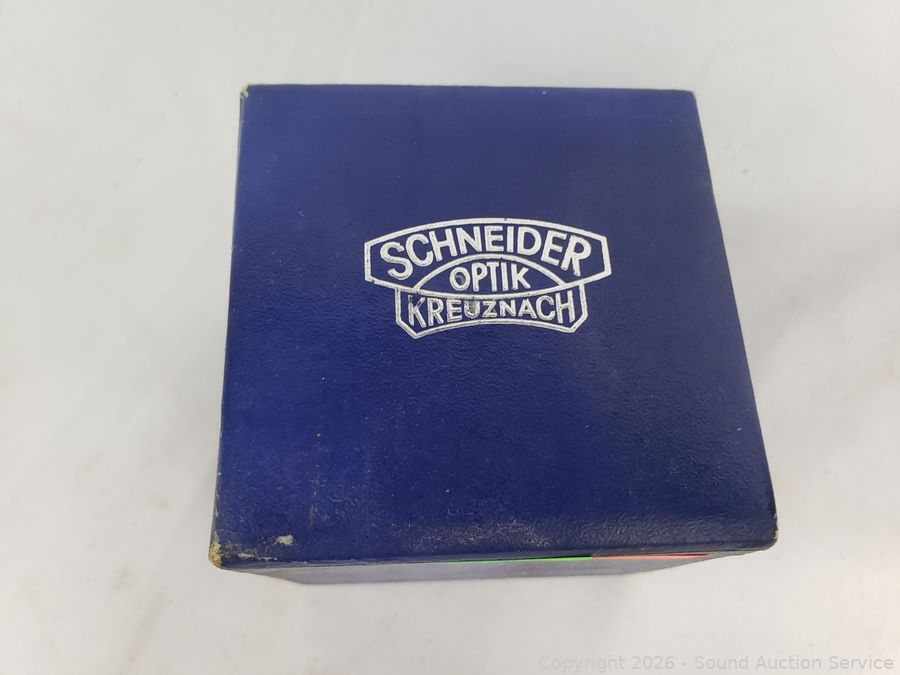 SCHNEIDER
OPTIK
KREUZNACH
Copyright 2026 - Sound Auction Service